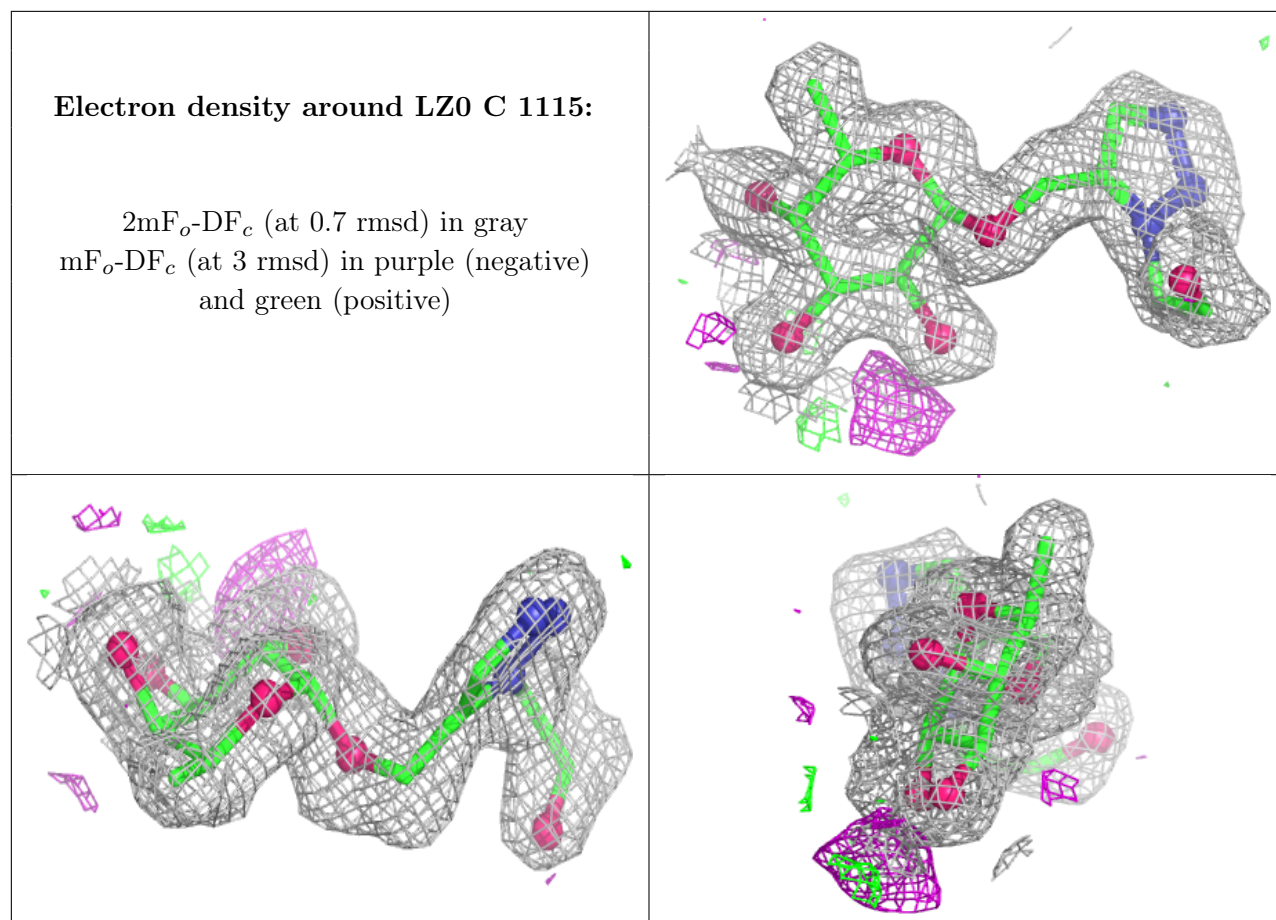 Electron density around LZ0 C 1115:
2mFo-DFc (at 0.7 rmsd) in gray
mFo-DFc (at 3 rmsd) in purple (negative)
and green (positive)